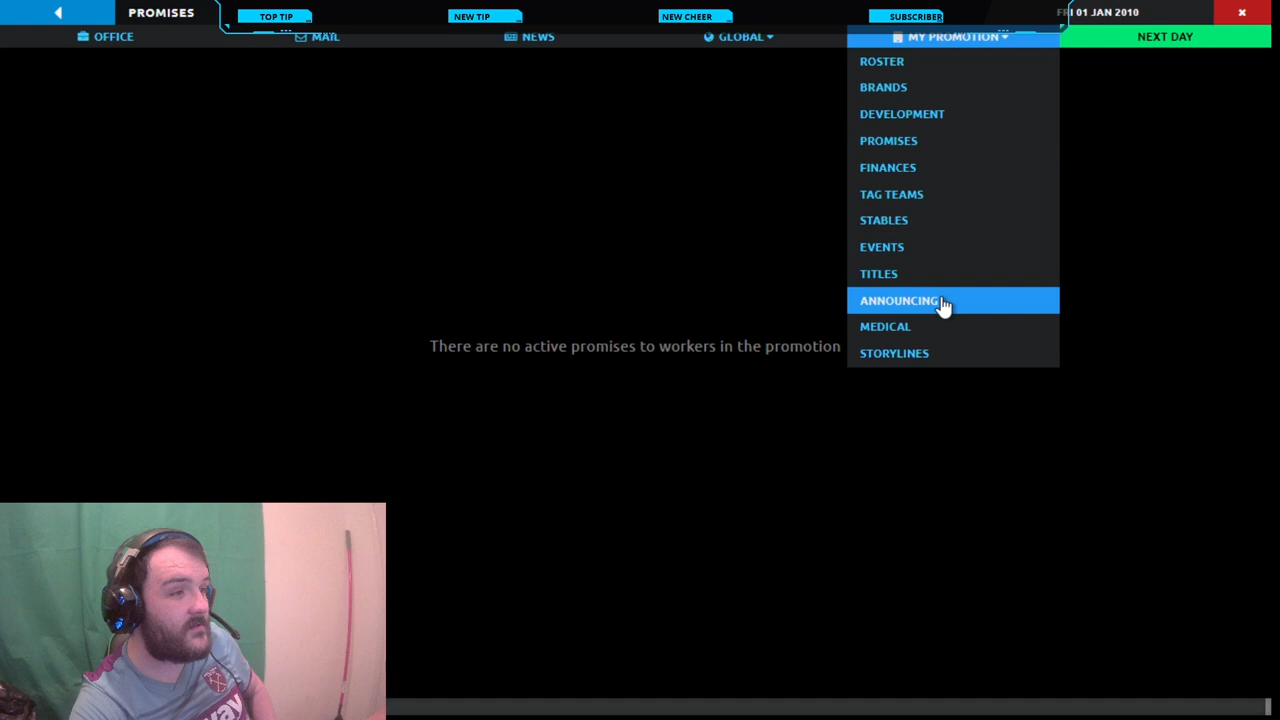 PROMISES
TOP TIP
NEW TIP
NEW CHEER
SUBSCRIBER
FRI 01 JAN 2010
OFFICE
MAIL
NEWS
GLOBAL
MY PROMOTION
NEXT DAY
ROSTER
BRANDS
DEVELOPMENT
PROMISES
FINANCES
TAG TEAMS
STABLES
EVENTS
TITLES
ANNOUNCING
MEDICAL
STORYLINES
There are no active promises to workers in the promotion
way